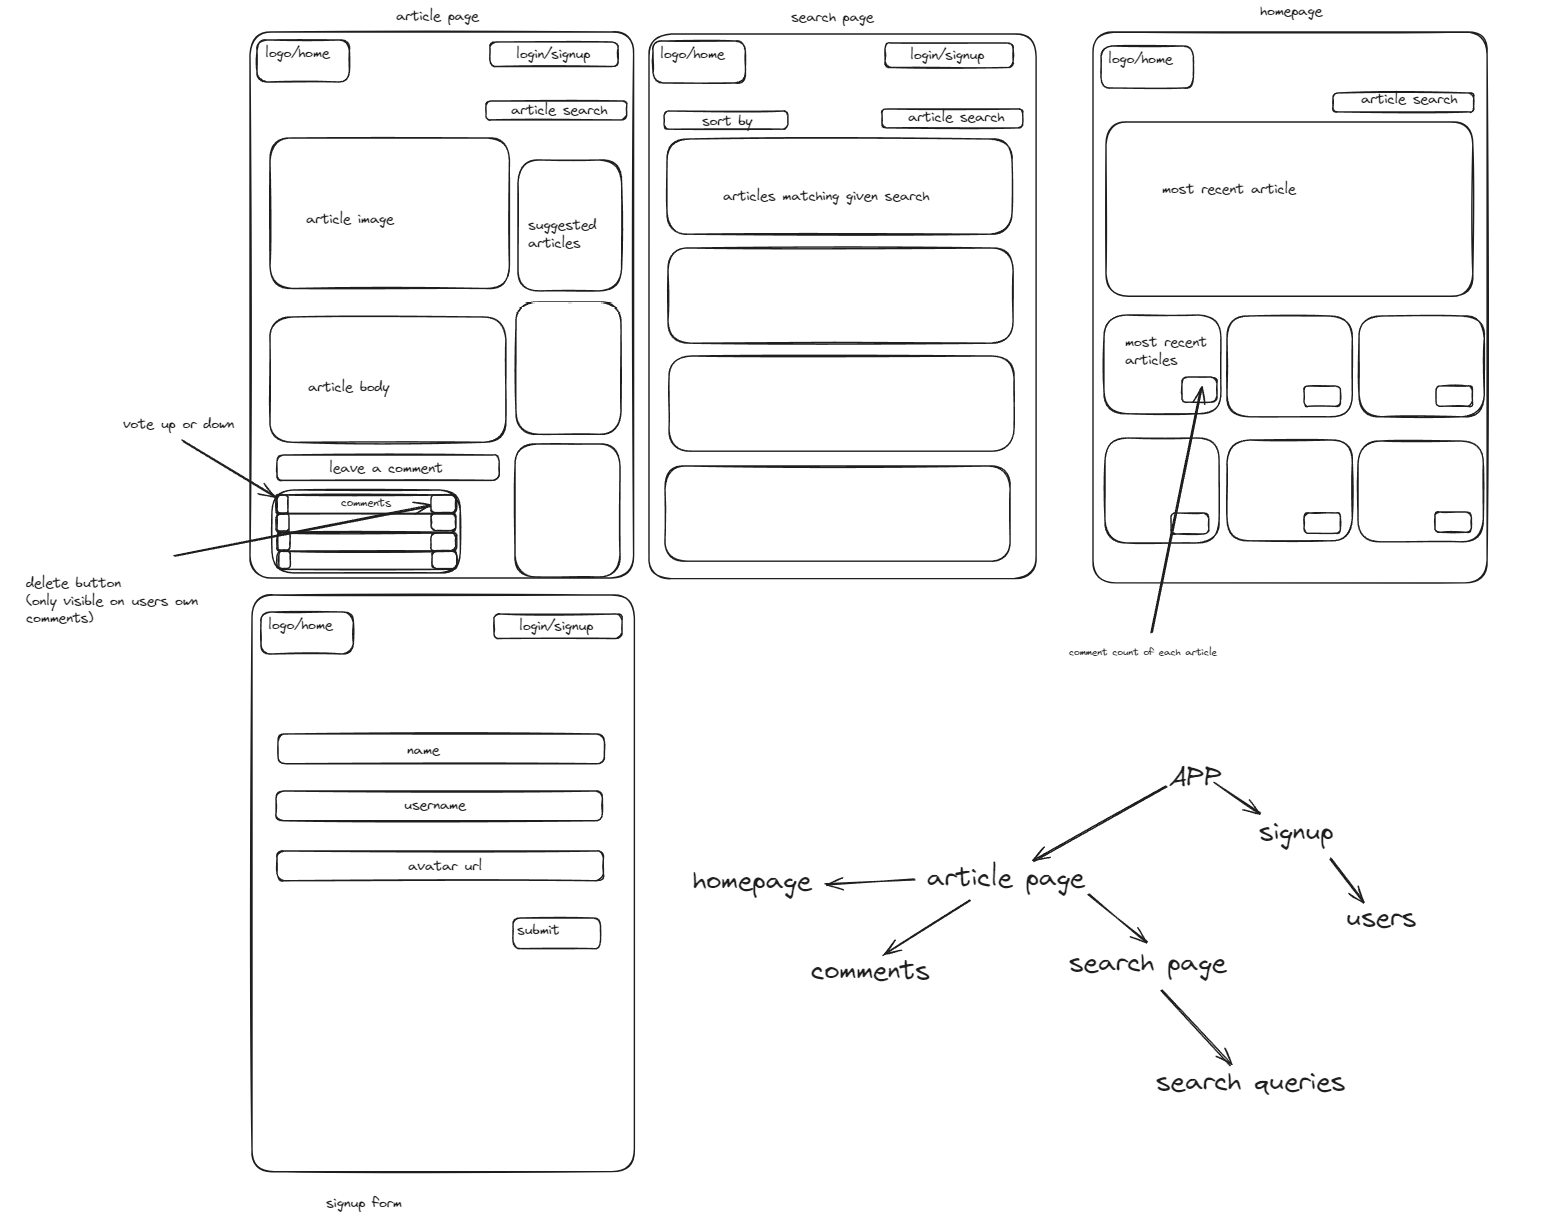 article page
logo/home
login/signup
article search
article image
suggested
articles
article body
vote up or down
leave a comment
comments
delete button
(only visible on users own
comments)
search page
logo/home
login/signup
sort by
article search
articles matching given search
homepage
logo/home
article search
most recent article
most recent
articles
comment count of each article
logo/home
login/signup
name
username
avatar url
submit
signup form
APP
signup
homepage
article page
users
comments
search page
search queries